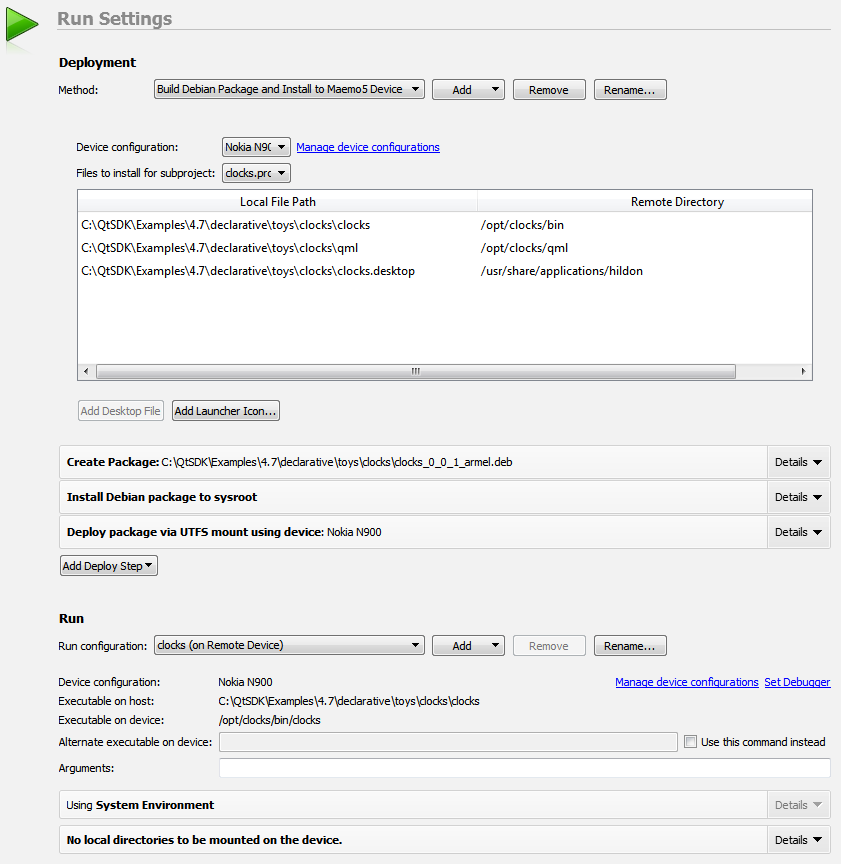 Run Settings
Deployment
Method: Build Debian Package and Install to Maemo5 Device Add Remove Rename...
Device configuration: Nokia N90 Manage device configurations
Files to install for subproject: clocks.pro
Local File Path Remote Directory
C:\QtSDK\Examples\4.7\declarative\toys\clocks\clocks /opt/clocks/bin
C:\QtSDK\Examples\4.7\declarative\toys\clocks\qml /opt/clocks/qml
C:\QtSDK\Examples\4.7\declarative\toys\clocks\clocks.desktop /usr/share/applications/hildon
Add Desktop File Add Launcher Icon...
Create Package: C:\QtSDK\Examples\4.7\declarative\toys\clocks\clocks_0_0_1_armel.deb Details
Install Debian package to sysroot Details
Deploy package via UTFS mount using device: Nokia N900 Details
Add Deploy Step
Run
Run configuration: clocks (on Remote Device) Add Remove Rename...
Device configuration: Nokia N900 Manage device configurations Set Debugger
Executable on host: C:\QtSDK\Examples\4.7\declarative\toys\clocks\clocks
Executable on device: /opt/clocks/bin/clocks
Alternate executable on device: Use this command instead
Arguments:
Using System Environment Details
No local directories to be mounted on the device. Details